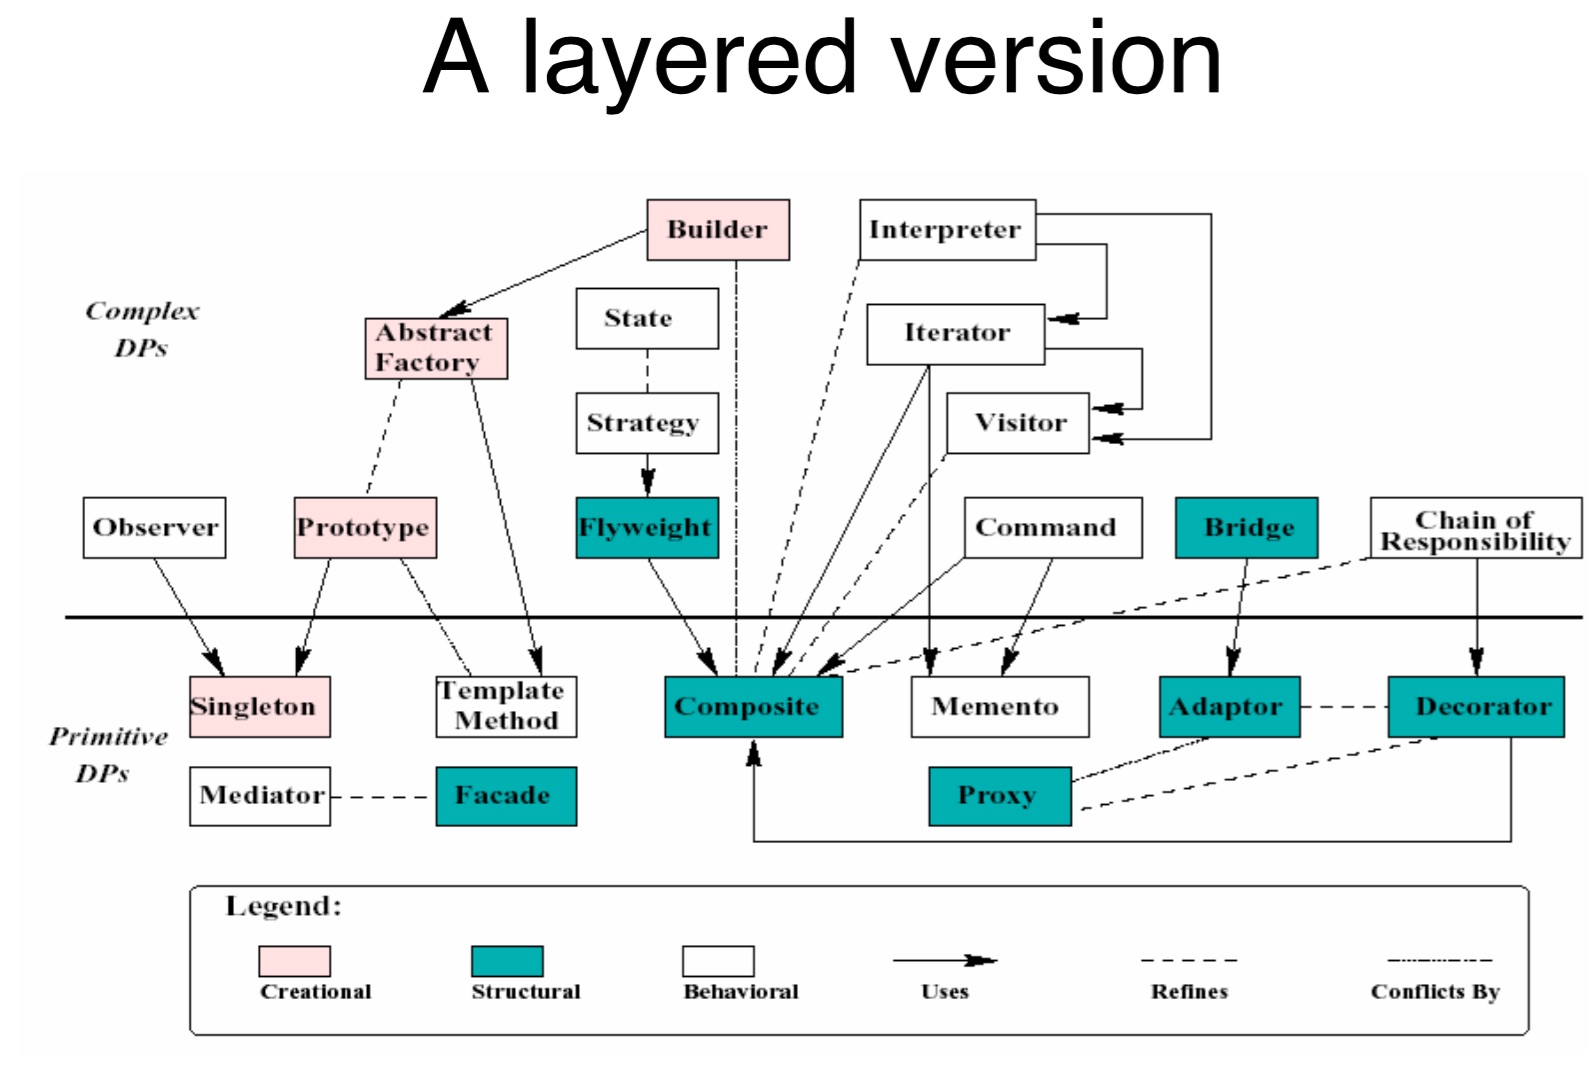 A layered version
Builder
Interpreter
Complex
DPs
State
Abstract
Factory
Iterator
Strategy
Visitor
Observer
Prototype
Flyweight
Command
Bridge
Chain of
Responsibility
Singleton
Template
Method
Composite
Memento
Adaptor
Decorator
Primitive
DPs
Mediator
Facade
Proxy
Legend:
Creational
Structural
Behavioral
Uses
Refines
Conflicts By